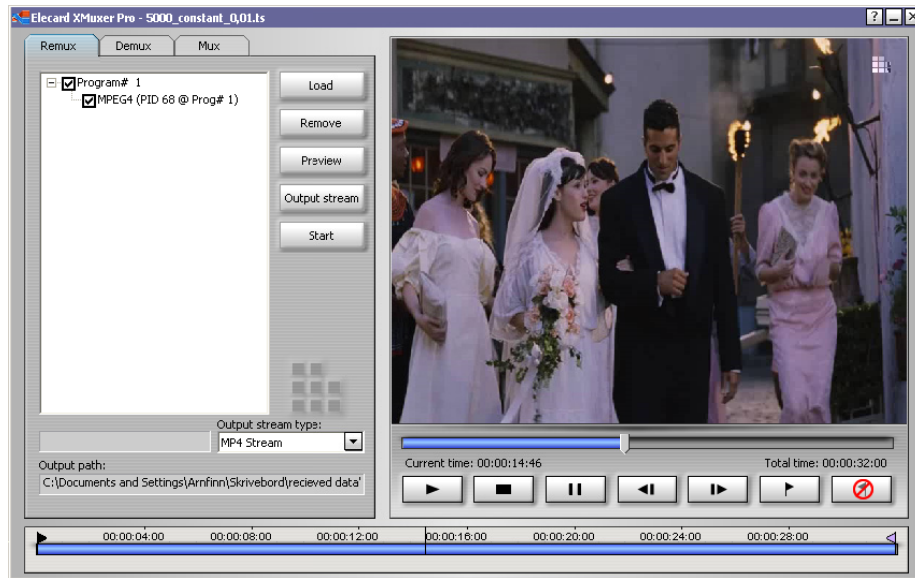 Elecard XMuxer Pro - 5000_constant_0,01.ts
Remux Demux Mux
Program# 1
MPEG4 (PID 68 @ Prog# 1)
Load
Remove
Preview
Output stream
Start
Output stream type:
MP4 Stream
Output path:
C:\Documents and Settings\Arnfinn\Skrivebord\recieved data'
Current time: 00:00:14:46
Total time: 00:00:32:00
00:00:04:00 00:00:08:00 00:00:12:00 00:00:16:00 00:00:20:00 00:00:24:00 00:00:28:00